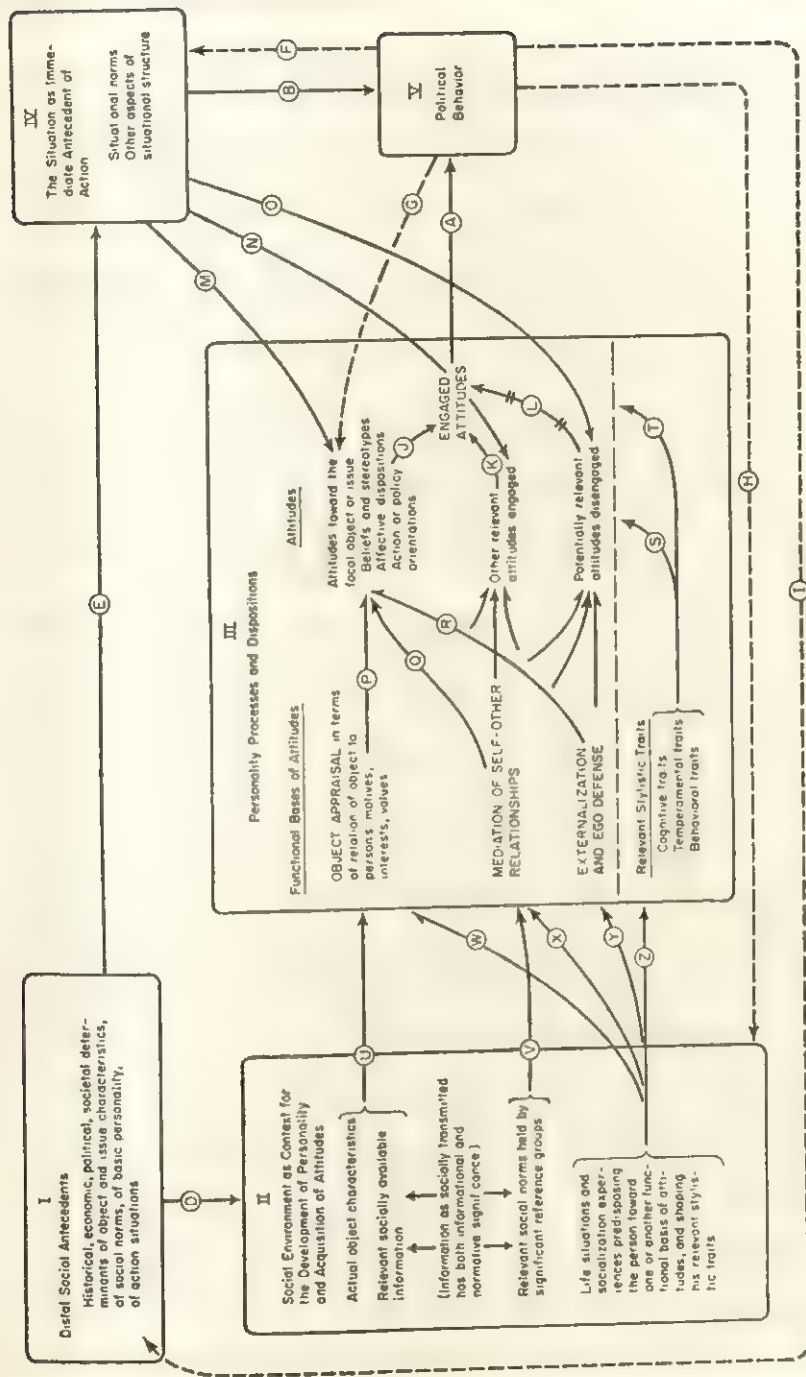 I
Distal Social Antecedents
Historical, economic, political, societal deter-
minants of object and issue characteristics,
of social norms, of basic personality,
of action situations
E
D
IV
The Situation as Imme-
diate Antecedent of
Action
Situational norms
Other aspects of
situational structure
F
B
V
Political
Behavior
M
N
O
G
A
II
Social Environment as Context for
the Development of Personality
and Acquisition of Attitudes
Actual object characteristics
Relevant socially available
information
(Information as socially transmitted
has both informational and
normative significance)
Relevant social norms held by
significant reference groups
Life situations and
socialization exper-
iences predisposing
the person toward
one or another func-
tional basis of atti-
tudes, and shaping
his relevant stylis-
tic traits
U
V
W
X
Y
Z
III
Personality Processes and Dispositions
Functional Bases of Attitudes
OBJECT APPRAISAL in terms
of relation of object to
person's motives,
interests, values
MEDIATION OF SELF-OTHER
RELATIONSHIPS
EXTERNALIZATION
AND EGO DEFENSE
Relevant Stylistic Traits
Cognitive traits
Temperamental traits
Behavioral traits
P
Q
R
S
T
Attitudes
Attitudes toward the
focal object or issue
Beliefs and stereotypes
Affective dispositions
Action or policy
orientations
J
ENGAGED
ATTITUDES
K
Other relevant
attitudes engaged
L
Potentially relevant
attitudes disengaged
H
I